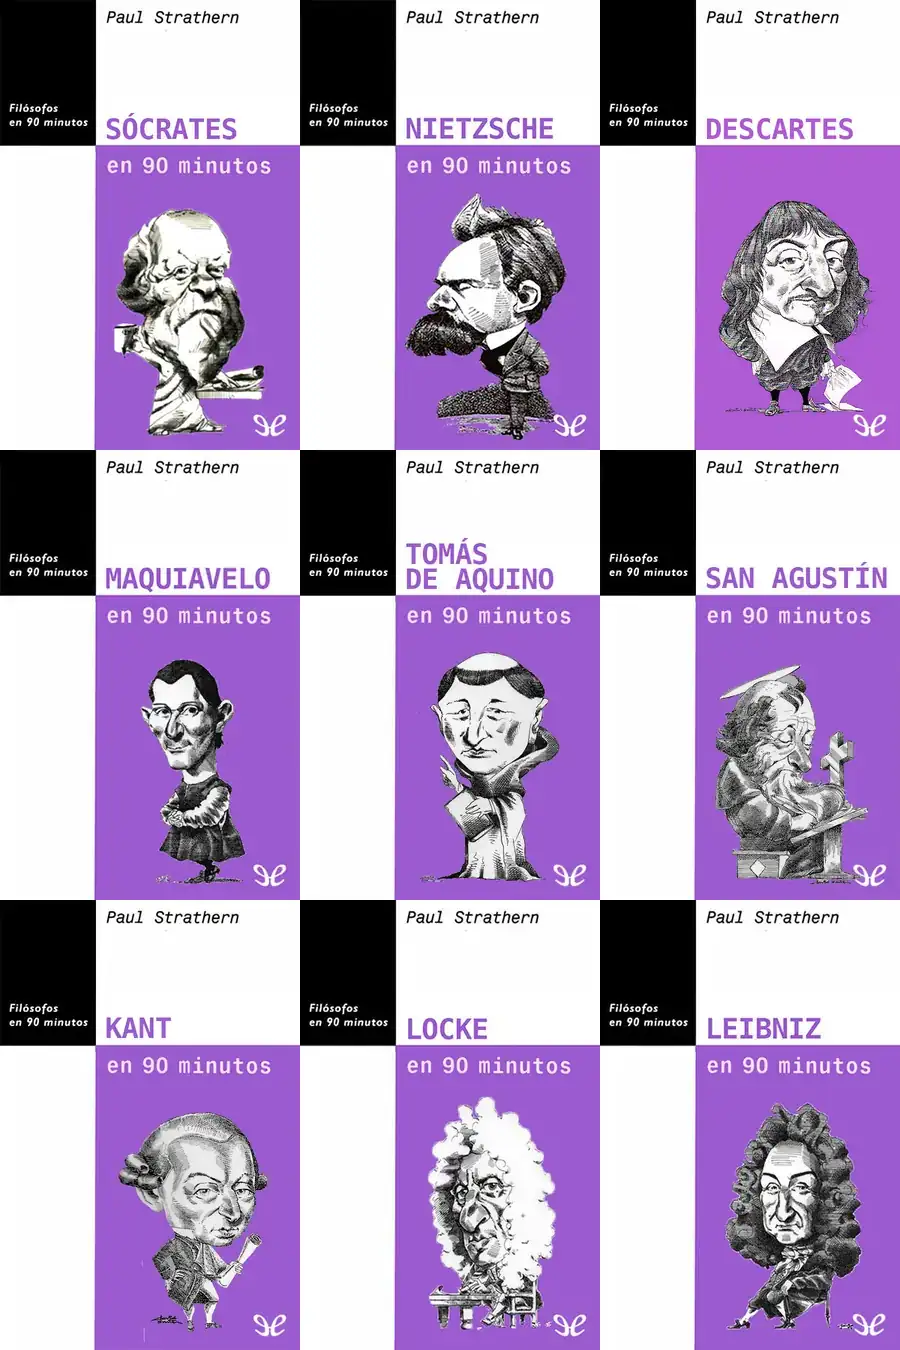 Paul Strathern
Filósofos
en 90 minutos
SÓCRATES
en 90 minutos
Paul Strathern
Filósofos
en 90 minutos
NIETZSCHE
en 90 minutos
Paul Strathern
Filósofos
en 90 minutos
DESCARTES
Paul Strathern
Filósofos
en 90 minutos
MAQUIAVELO
en 90 minutos
Paul Strathern
Filósofos
en 90 minutos
TOMÁS
DE AQUINO
en 90 minutos
Paul Strathern
Filósofos
en 90 minutos
SAN AGUSTÍN
en 90 minutos
Paul Strathern
Filósofos
en 90 minutos
KANT
en 90 minutos
Paul Strathern
Filósofos
en 90 minutos
LOCKE
en 90 minutos
Paul Strathern
Filósofos
en 90 minutos
LEIBNIZ
en 90 minutos